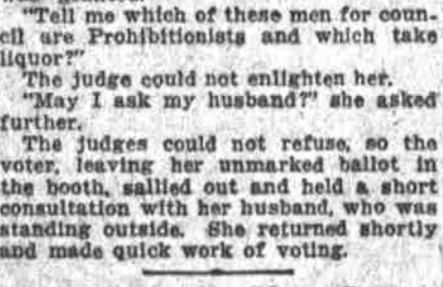 "Tell me which of these men for coun-
cil are Prohibitionists and which take
liquor?"
The judge could not enlighten her.
"May I ask my husband?" she asked
further.
The judges could not refuse, so the
voter, leaving her unmarked ballot in
the booth, sallied out and held a short
consultation with her husband, who was
standing outside. She returned shortly
and made quick work of voting.